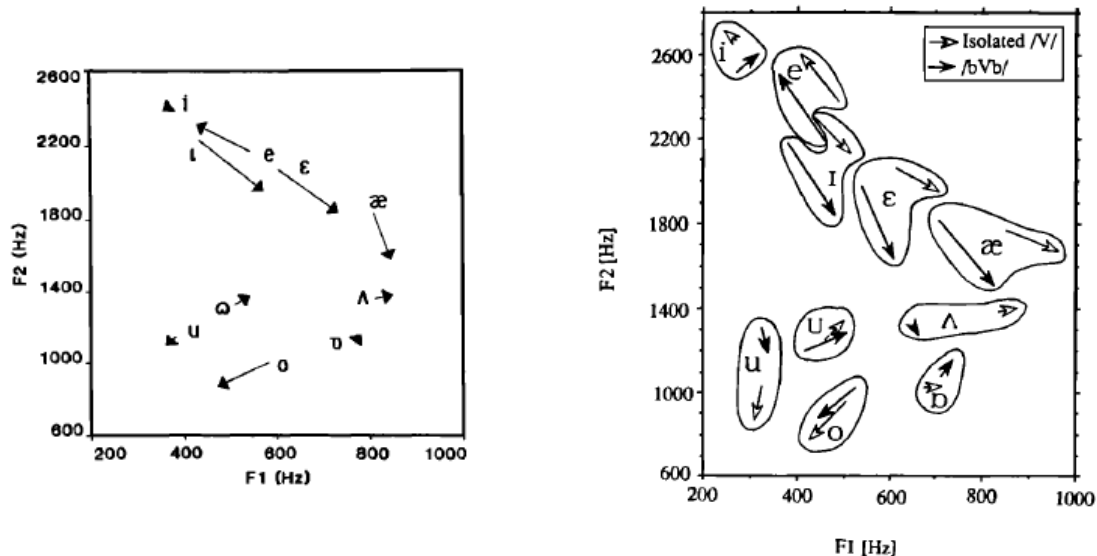 2600
2200
1800
1400
1000
600
F2 (Hz)
i
ɩ
e
ε
æ
ɷ
ʌ
u
ɒ
o
200 400 600 800 1000
F1 (Hz)
Isolated /V/
/bVb/
2600
2200
1800
1400
1000
600
F2 [Hz]
i
e
ɪ
ε
æ
ʌ
U
u
ɒ
o
200 400 600 800 1000
F1 [Hz]